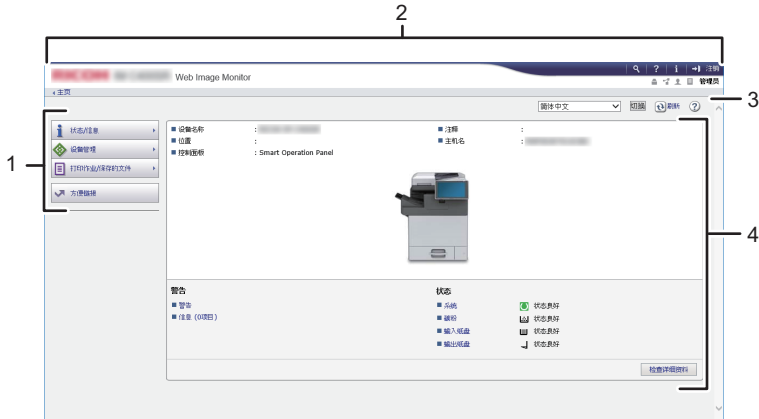 2
Web Image Monitor
? i 注销
管理员
主页
简体中文 切换 刷新 ?
3
1
状态/信息
设备管理
打印作业/保存的文件
方便链接
设备名称 :
注释 :
位置 :
主机名 :
控制面板 : Smart Operation Panel
4
警告
状态
警告
系统 状态良好
信息 (0项目)
碳粉 状态良好
输入纸盘 状态良好
输出纸盘 状态良好
检查详细资料